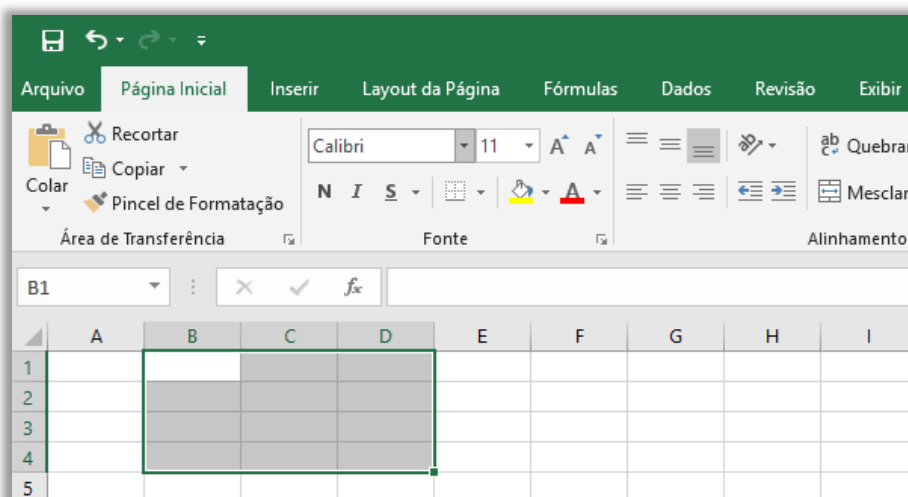 Arquivo Página Inicial Inserir Layout da Página Fórmulas Dados Revisão Exibir
Colar
Recortar
Copiar
Pincel de Formatação
Área de Transferência
Calibri 11 A A
N I S A
Fonte
ab Quebrar
Mesclar
Alinhamento
B1 fx
A B C D E F G H I
1
2
3
4
5